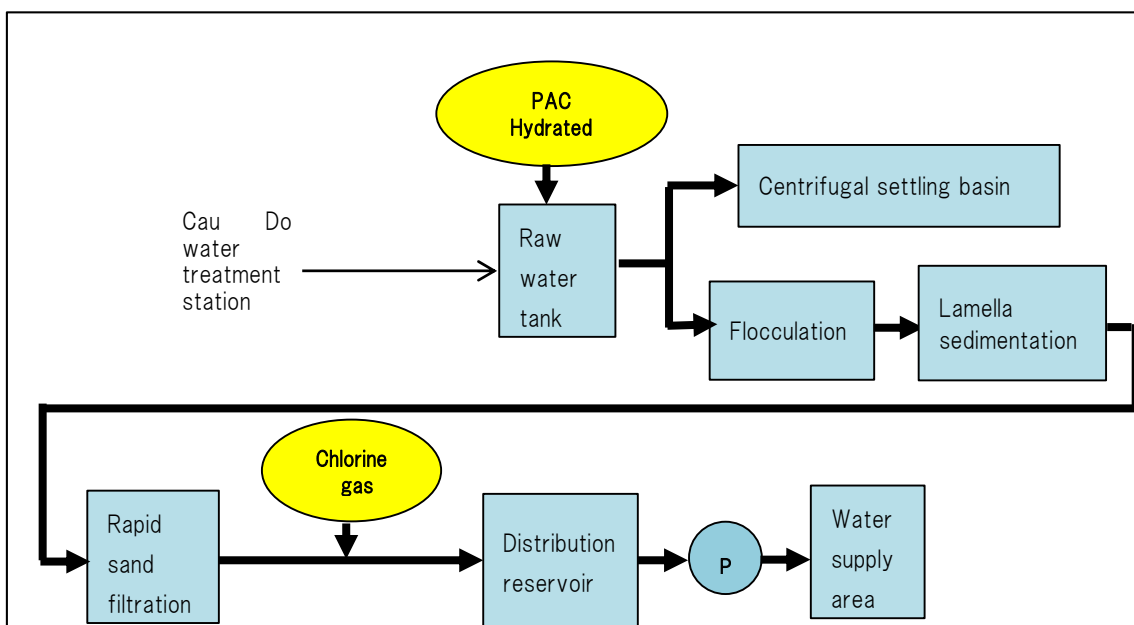 PAC
Hydrated
Centrifugal settling basin
Cau Do
water
treatment
station
Raw
water
tank
Flocculation
Lamella
sedimentation
Chlorine
gas
Rapid
sand
filtration
Distribution
reservoir
P
Water
supply
area